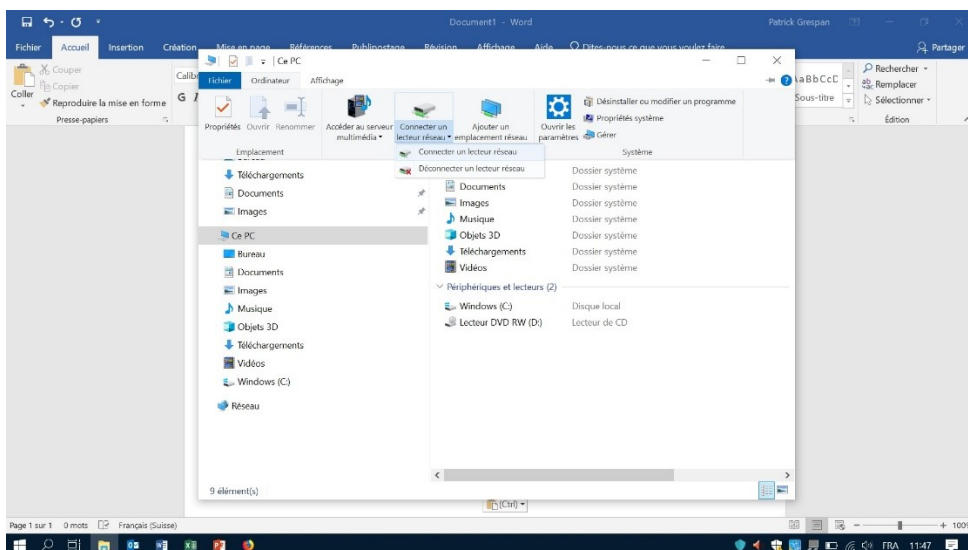 Document1 - Word
Patrick Grespan
Fichier Accueil Insertion Création Mise en page Références Publipostage Révision Affichage Aide Dites-nous ce que vous voulez faire
Partager
Couper
Copier
Coller
Reproduire la mise en forme
Presse-papiers
G I
AaBbCcD
Sous-titre
Rechercher
Remplacer
Sélectionner
Édition
Ce PC
Fichier Ordinateur Affichage
Propriétés Ouvrir Renommer
Emplacement
Accéder au serveur
multimédia
Connecter un
lecteur réseau
Ajouter un
emplacement réseau
Ouvrir les
paramètres
Désinstaller ou modifier un programme
Propriétés système
Gérer
Système
Connecter un lecteur réseau
Déconnecter un lecteur réseau
Téléchargements
Documents
Images
Ce PC
Bureau
Documents
Images
Musique
Objets 3D
Téléchargements
Vidéos
Windows (C:)
Réseau
Dossier système
Documents Dossier système
Images Dossier système
Musique Dossier système
Objets 3D Dossier système
Téléchargements Dossier système
Vidéos Dossier système
Périphériques et lecteurs (2)
Windows (C:) Disque local
Lecteur DVD RW (D:) Lecteur de CD
9 élément(s)
(Ctrl)
Page 1 sur 1 0 mots Français (Suisse)
FRA 11:47